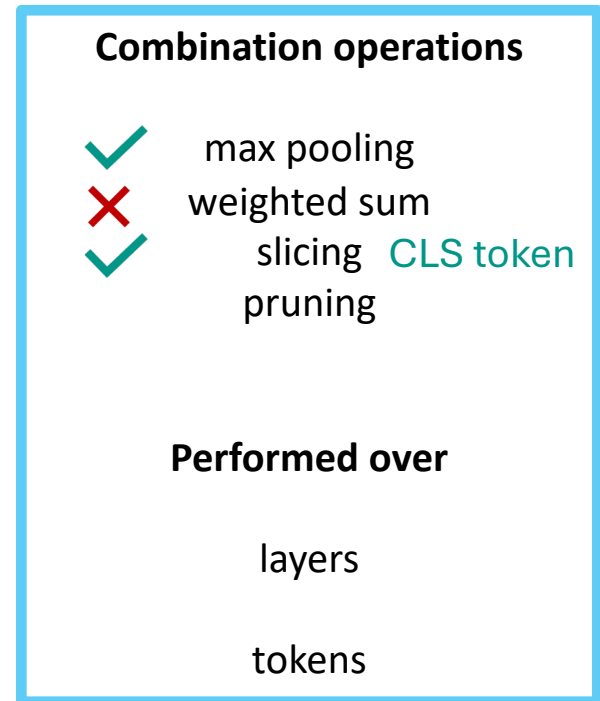 Combination operations
max pooling
weighted sum
slicing CLS token
pruning
Performed over
layers
tokens